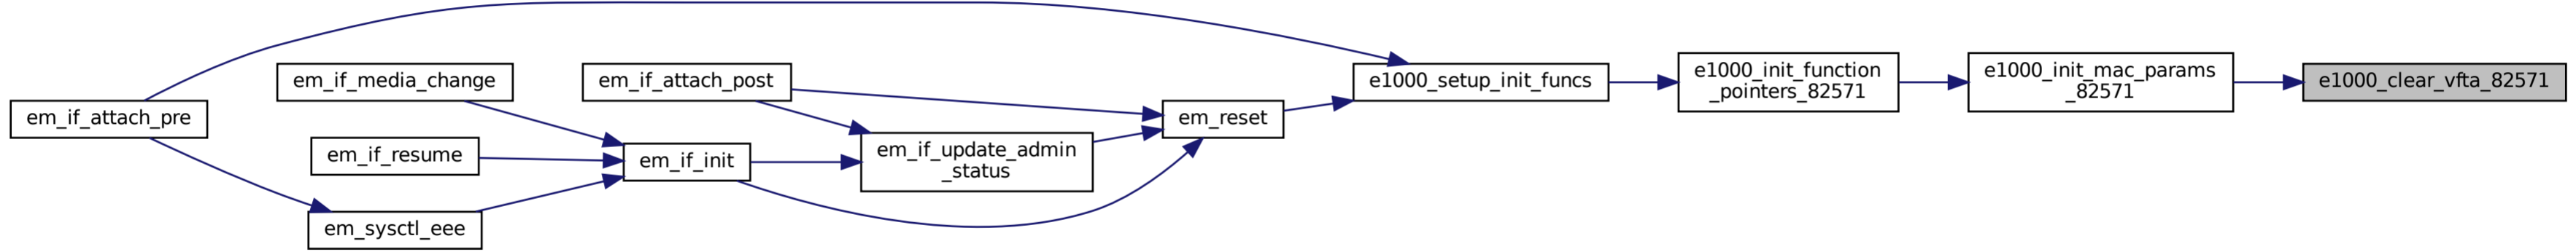 em_if_attach_pre
em_if_media_change
em_if_resume
em_sysctl_eee
em_if_attach_post
em_if_init
em_if_update_admin
_status
em_reset
e1000_setup_init_funcs
e1000_init_function
_pointers_82571
e1000_init_mac_params
_82571
e1000_clear_vfta_82571